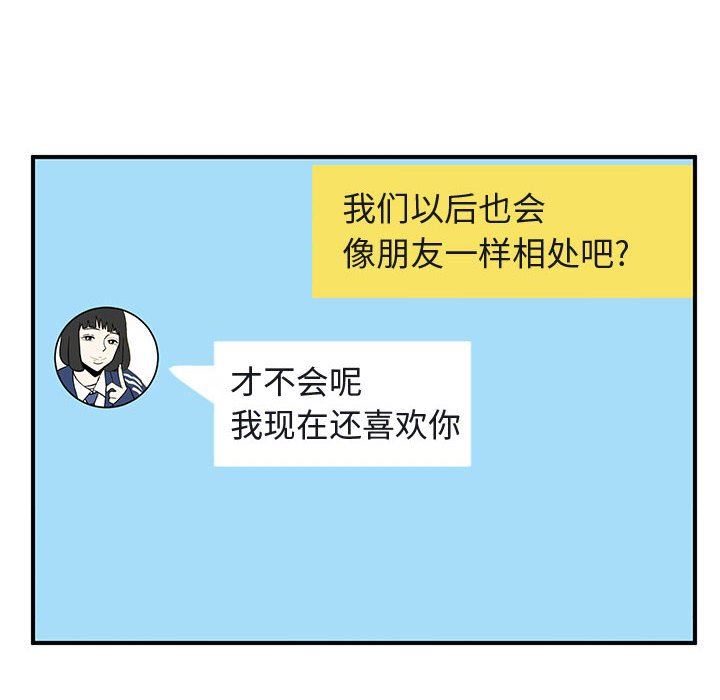 我们以后也会
像朋友一样相处吧?
才不会呢
我现在还喜欢你